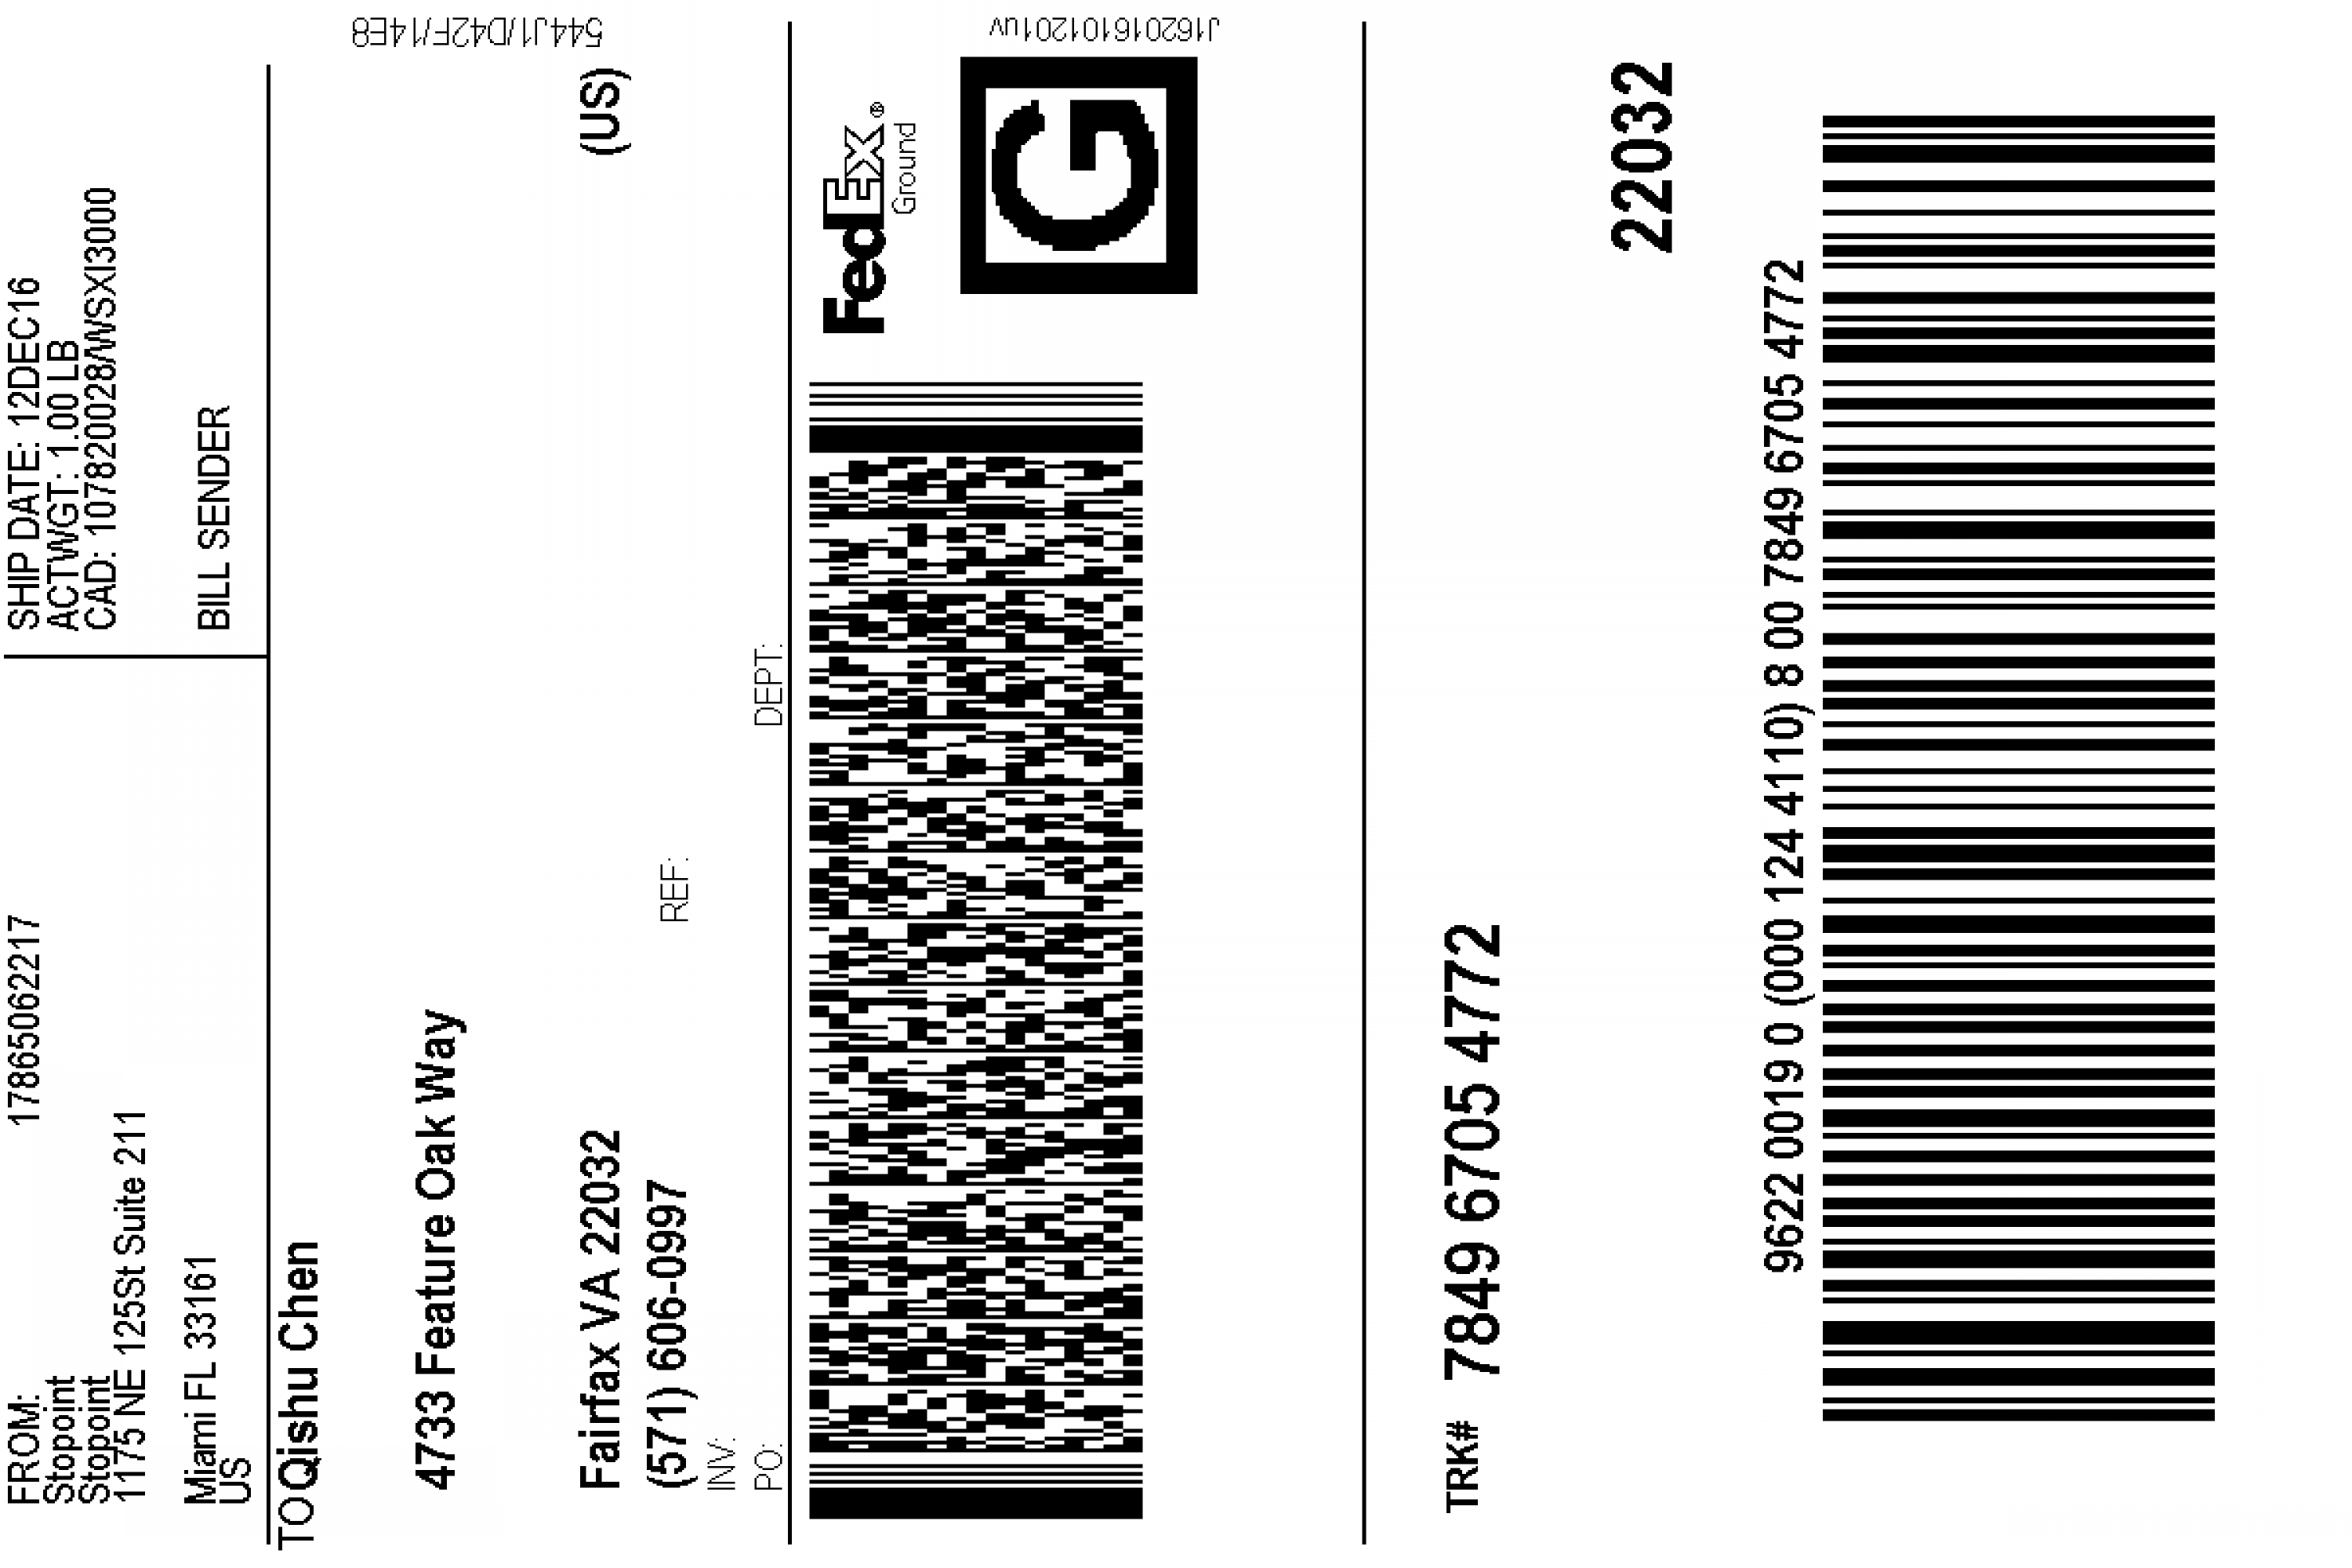 FROM: 17865062217
Stopoint
Stopoint
1175 NE 125St Suite 211
Miami FL 33161
US
SHIP DATE: 12DEC16
ACTWGT: 1.00 LB
CAD: 107820028/WSXI3000
BILL SENDER
TO Qishu Chen
4733 Feature Oak Way
Fairfax VA 22032 (US)
(571) 606-0997 REF:
INV:
PO: DEPT:
544J1/D42F/14E8
FedEx®
Ground
G
J162016101201uv
TRK# 7849 6705 4772
22032
9622 0019 0 (000 124 4110) 8 00 7849 6705 4772